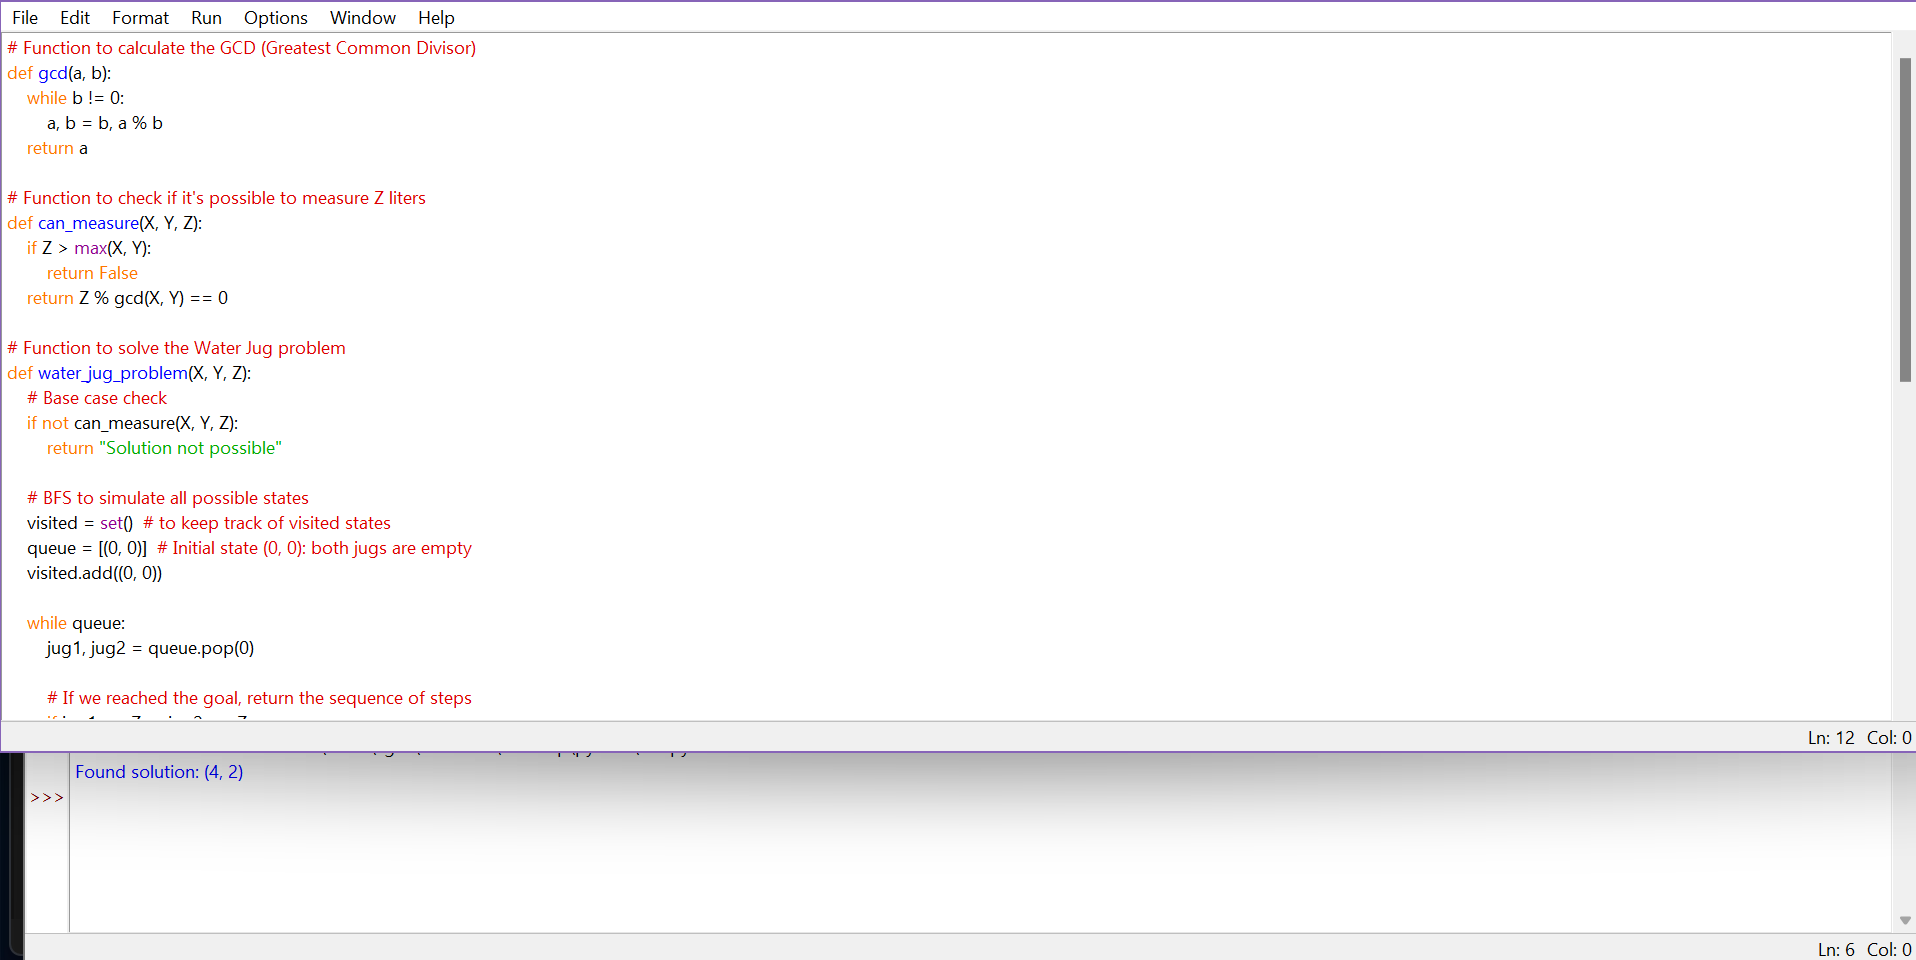 File Edit Format Run Options Window Help
# Function to calculate the GCD (Greatest Common Divisor)
def gcd(a, b):
    while b != 0:
        a, b = b, a % b
    return a
# Function to check if it's possible to measure Z liters
def can_measure(X, Y, Z):
    if Z > max(X, Y):
        return False
    return Z % gcd(X, Y) == 0
# Function to solve the Water Jug problem
def water_jug_problem(X, Y, Z):
    # Base case check
    if not can_measure(X, Y, Z):
        return "Solution not possible"
    # BFS to simulate all possible states
    visited = set()  # to keep track of visited states
    queue = [(0, 0)]  # Initial state (0, 0): both jugs are empty
    visited.add((0, 0))
    while queue:
        jug1, jug2 = queue.pop(0)
        # If we reached the goal, return the sequence of steps
Ln: 12 Col: 0
Found solution: (4, 2)
>>>
Ln: 6 Col: 0